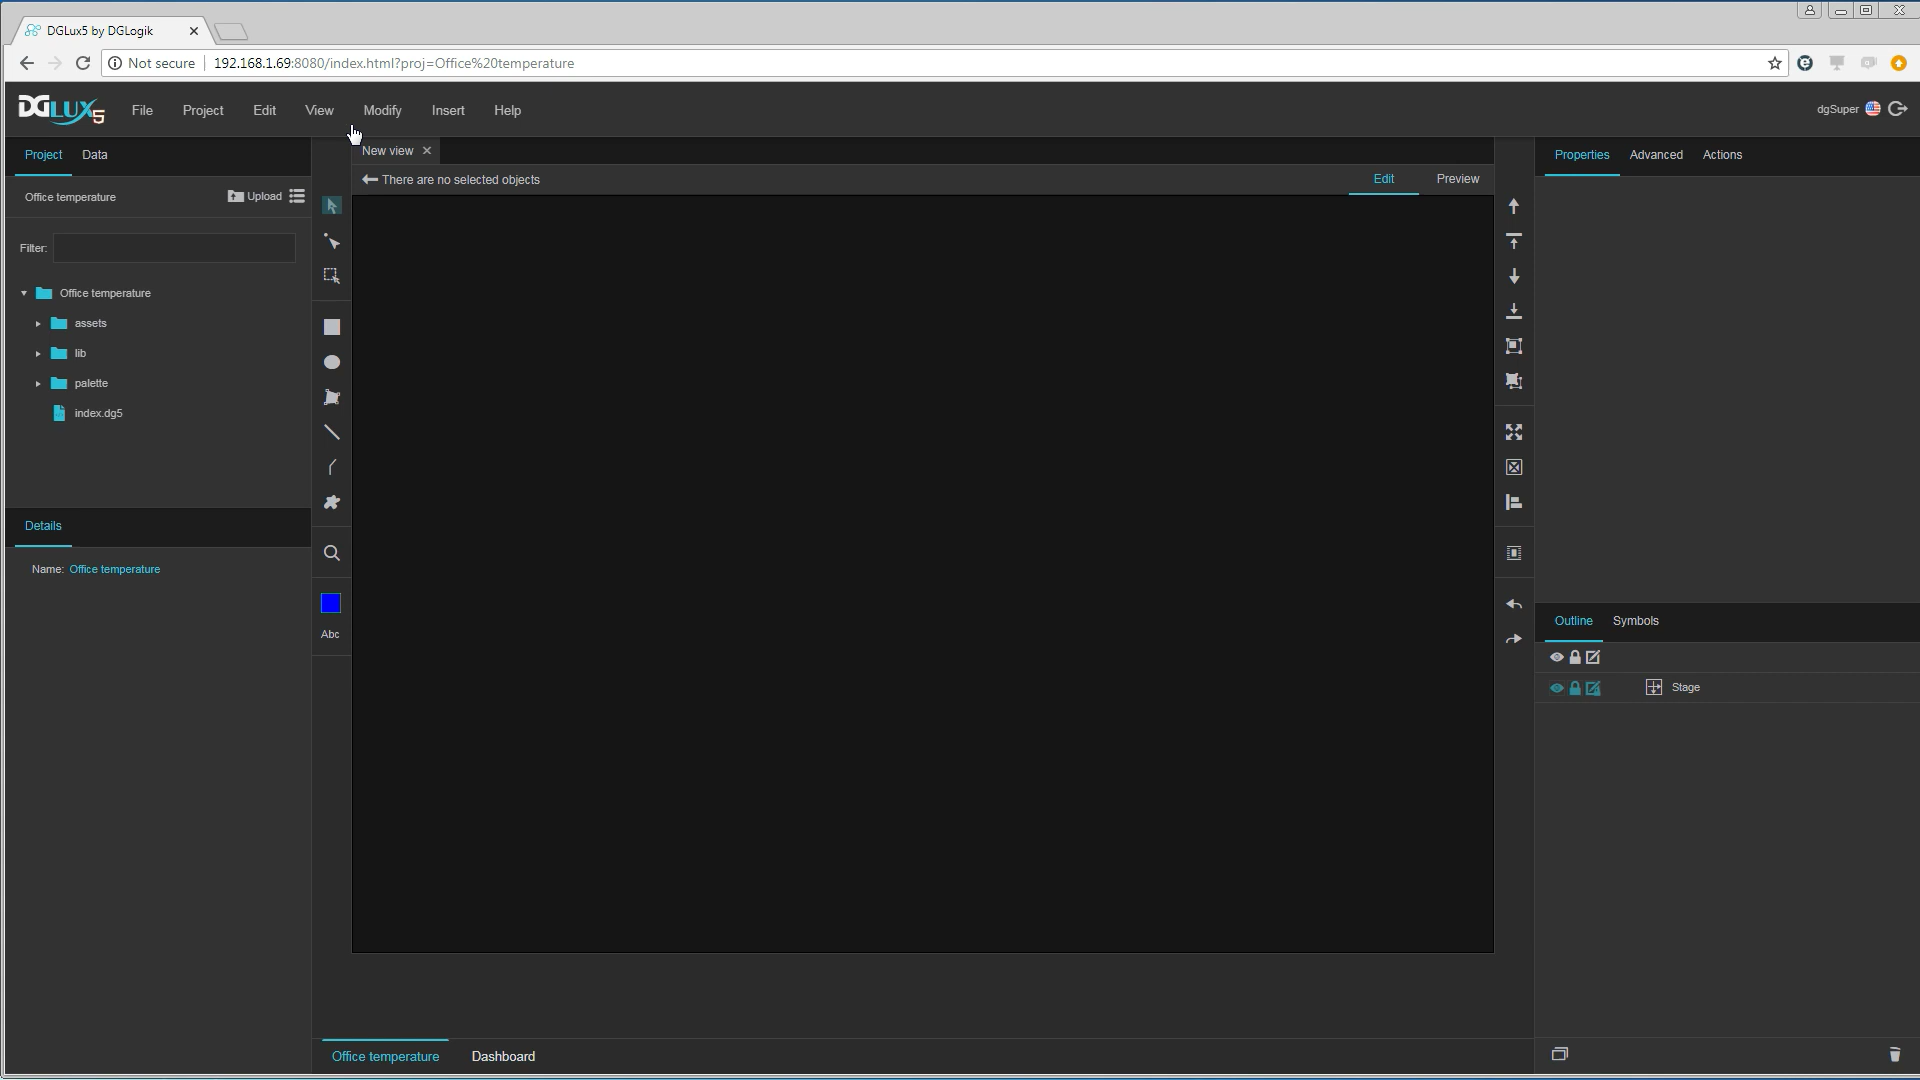 DGLux5 by DGLogik
Not secure 192.168.1.69:8080/index.html?proj=Office%20temperature
DGLUX5 File Project Edit View Modify Insert Help dgSuper
Project Data
New view
Properties Advanced Actions
Office temperature Upload
There are no selected objects Edit Preview
Filter:
Office temperature
assets
lib
palette
index.dg5
Details
Name: Office temperature
Abc
Outline Symbols
Stage
Office temperature Dashboard